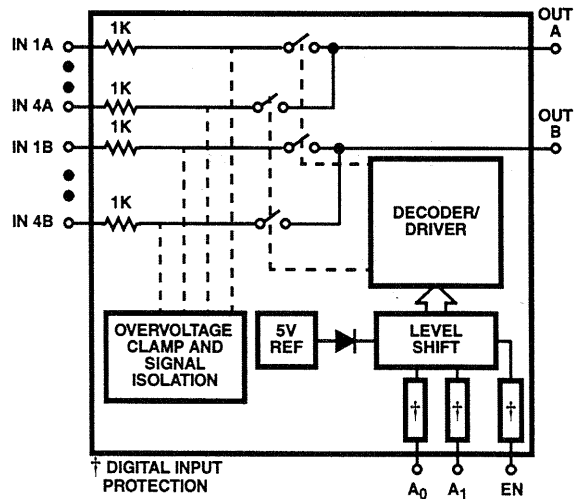 OUT
A
IN 1A
1K
IN 4A
1K
OUT
B
IN 1B
1K
IN 4B
1K
DECODER/
DRIVER
OVERVOLTAGE
CLAMP AND
SIGNAL
ISOLATION
5V
REF
LEVEL
SHIFT
† † †
† DIGITAL INPUT
PROTECTION
A0 A1 EN